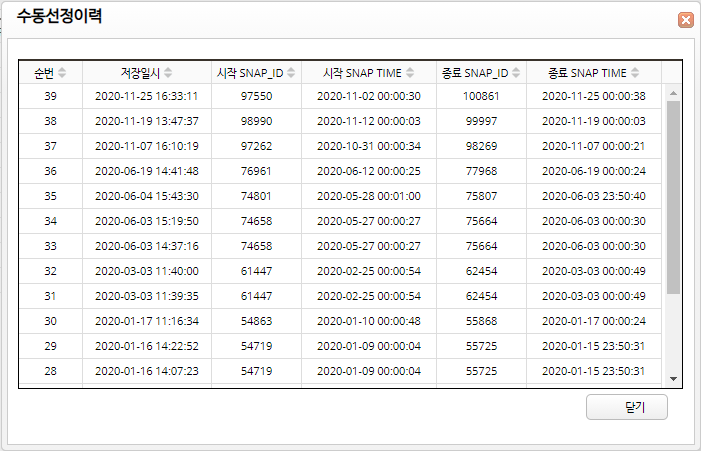 수동선정이력
순번 저장일시 시작 SNAP_ID 시작 SNAP TIME 종료 SNAP_ID 종료 SNAP TIME
39 2020-11-25 16:33:11 97550 2020-11-02 00:00:30 100861 2020-11-25 00:00:38
38 2020-11-19 13:47:37 98990 2020-11-12 00:00:03 99997 2020-11-19 00:00:03
37 2020-11-07 16:10:19 97262 2020-10-31 00:00:34 98269 2020-11-07 00:00:21
36 2020-06-19 14:41:48 76961 2020-06-12 00:00:25 77968 2020-06-19 00:00:24
35 2020-06-04 15:43:30 74801 2020-05-28 00:01:00 75807 2020-06-03 23:50:40
34 2020-06-03 15:19:50 74658 2020-05-27 00:00:27 75664 2020-06-03 00:00:30
33 2020-06-03 14:37:16 74658 2020-05-27 00:00:27 75664 2020-06-03 00:00:30
32 2020-03-03 11:40:00 61447 2020-02-25 00:00:54 62454 2020-03-03 00:00:49
31 2020-03-03 11:39:35 61447 2020-02-25 00:00:54 62454 2020-03-03 00:00:49
30 2020-01-17 11:16:34 54863 2020-01-10 00:00:48 55868 2020-01-17 00:00:24
29 2020-01-16 14:22:52 54719 2020-01-09 00:00:04 55725 2020-01-15 23:50:31
28 2020-01-16 14:07:23 54719 2020-01-09 00:00:04 55725 2020-01-15 23:50:31
닫기